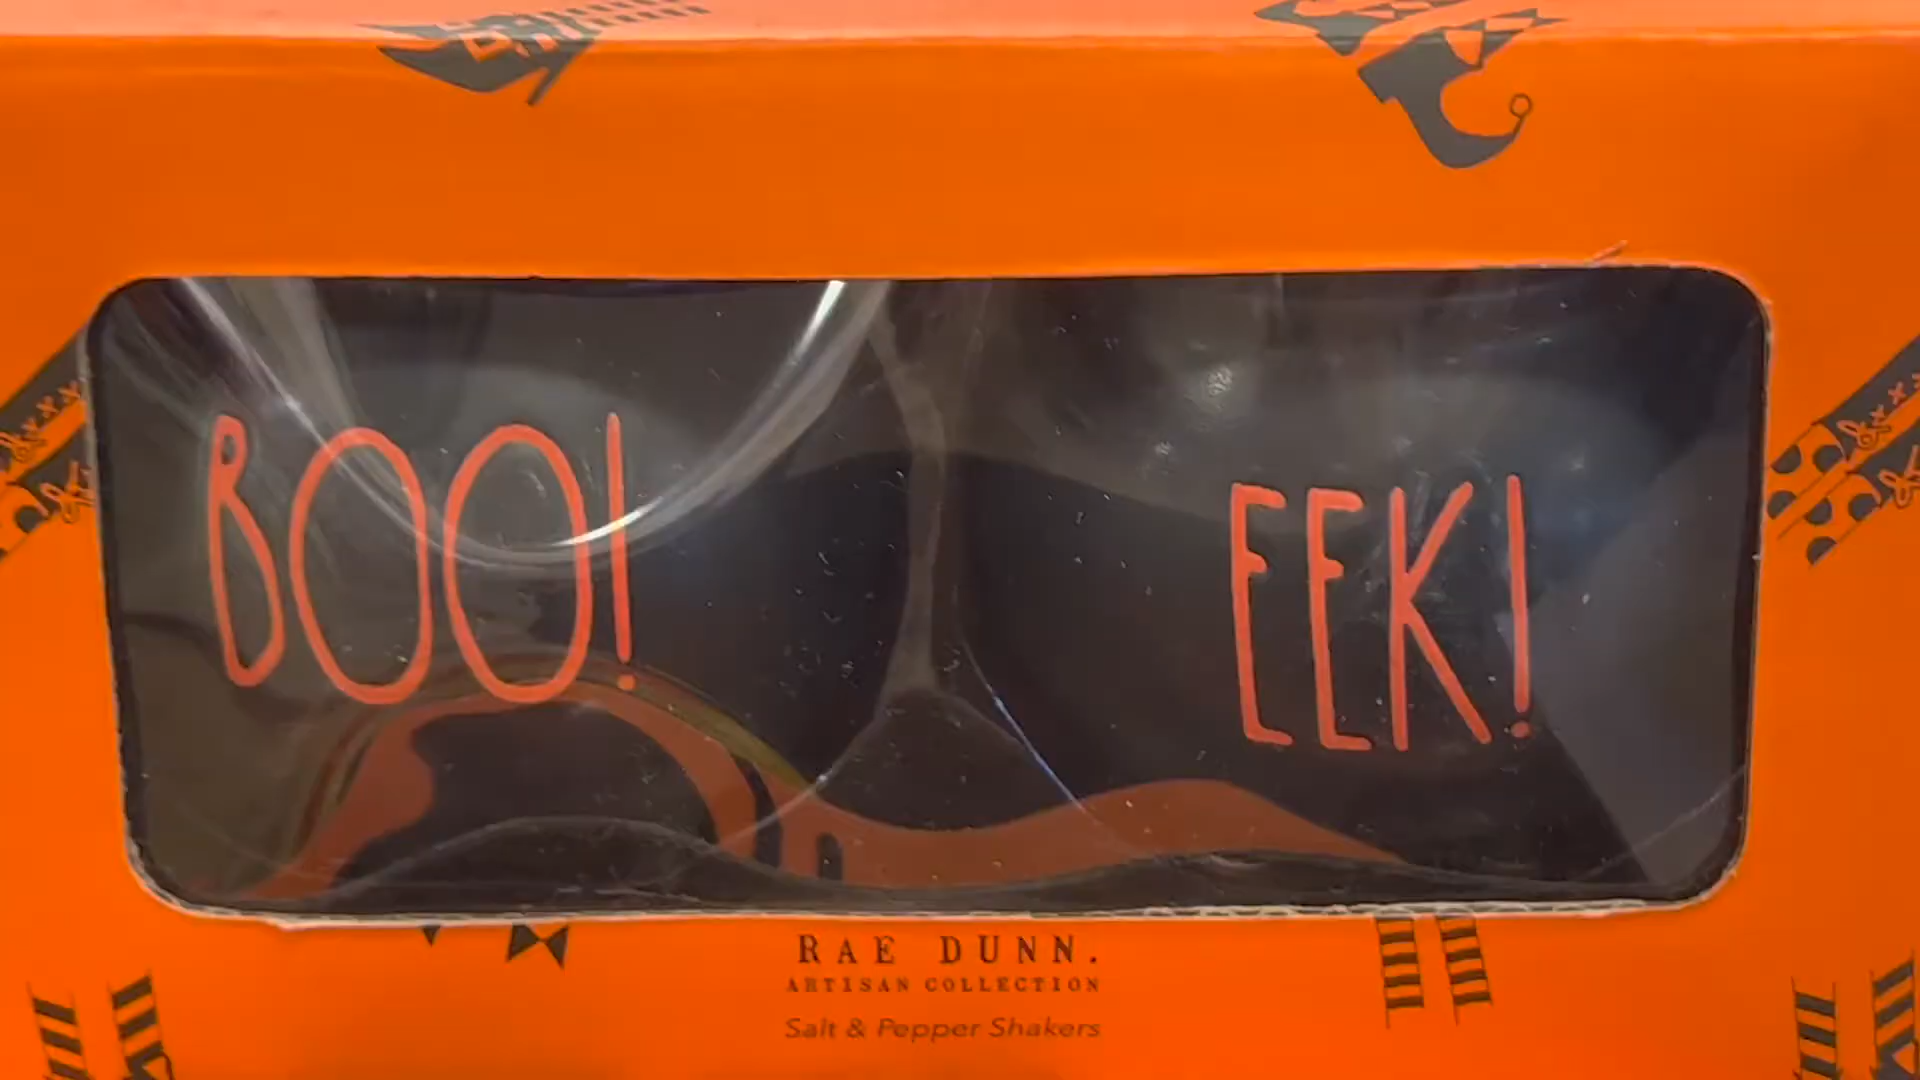 BOO!
EEK!
RAE DUNN.
ARTISAN COLLECTION
Salt & Pepper Shakers